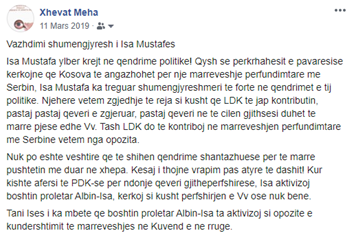 Xhevat Meha
11 Mars 2019 ·
Vazhdimi shumengjyresh i Isa Mustafes
Isa Mustafa ylber krejt ne qendrime politike! Qysh se perkrhahesit e pavaresise
kerkojne qe Kosova te angazhohet per nje marreveshje perfundimtare me
Serbin, Isa Mustafa ka treguar shumengjyreshmeri te forte ne qendrimet e tij
politike. Njehere vetem zgjedhje te reja si kusht qe LDK te jap kontributin,
pastaj pastaj qeveri e zgjeruar, pastaj qeveri ne te cilen gjithsesi duhet te
marre pjese edhe Vv. Tash LDK do te kontriboj ne marreveshjen perfundimtare
me Serbine vetem nga opozita.
Nuk po eshte veshtire qe te shihen qendrime shantazhuese per te marre
pushtetin me duar ne xhepa. Kesaj i thojne vrapim pas atyre te dashit! Kur
kishte afersi te PDK-se per ndonje qeveri gjitheperfshirese, Isa aktivizoj
boshtin proletar Albin-Isa, kerkoj si kusht perfshirjen e Vv ose nuk bene.
Tani Ises i ka mbete qe boshtin proletar Albin-Isa ta aktivizoj si opozite e
kundershtimit te marreveshjes ne Kuvend e ne rruge.